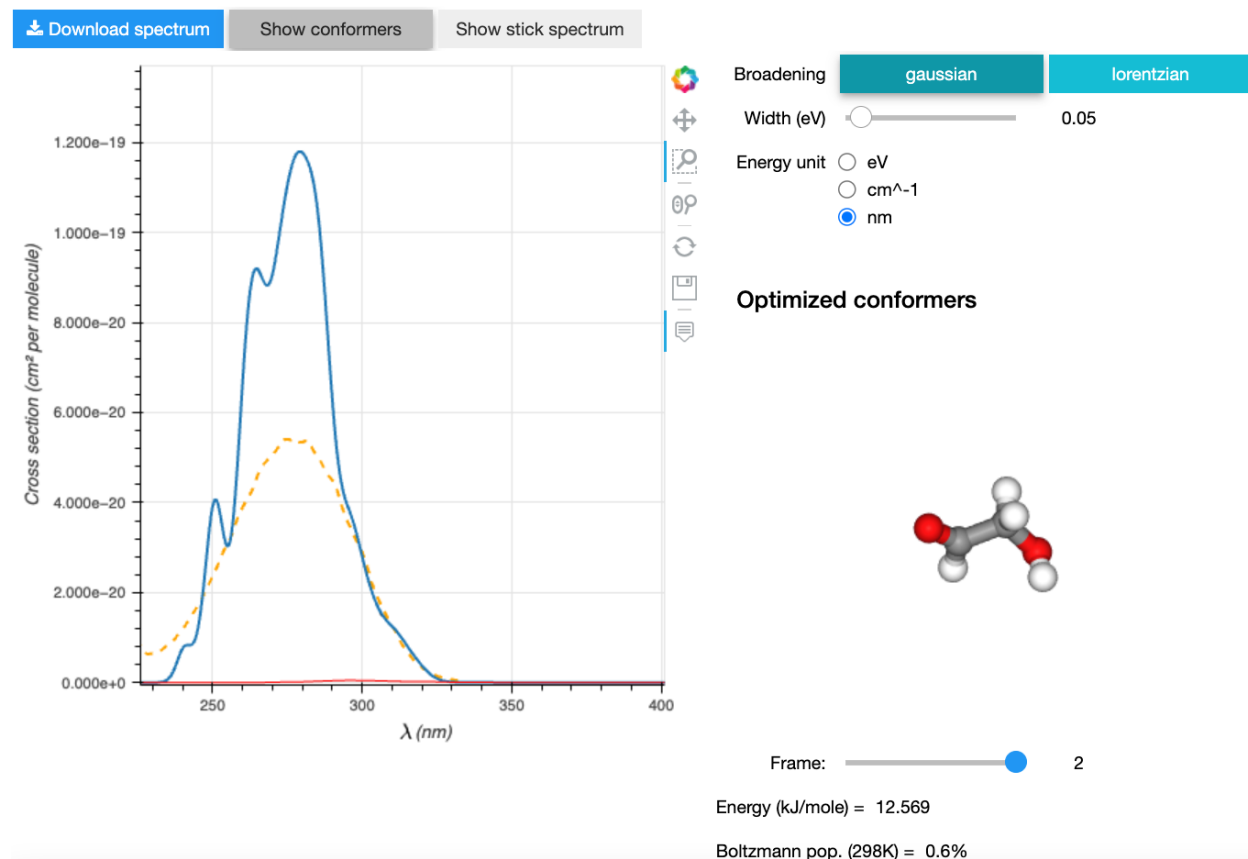 Download spectrum
Show conformers
Show stick spectrum
Broadening
gaussian
lorentzian
Width (eV)
0.05
Energy unit
eV
cm^-1
nm
1.200e−19
1.000e−19
8.000e−20
6.000e−20
4.000e−20
2.000e−20
0.000e+0
Cross section (cm² per molecule)
250
300
350
400
λ (nm)
Optimized conformers
Frame:
2
Energy (kJ/mole) = 12.569
Boltzmann pop. (298K) = 0.6%